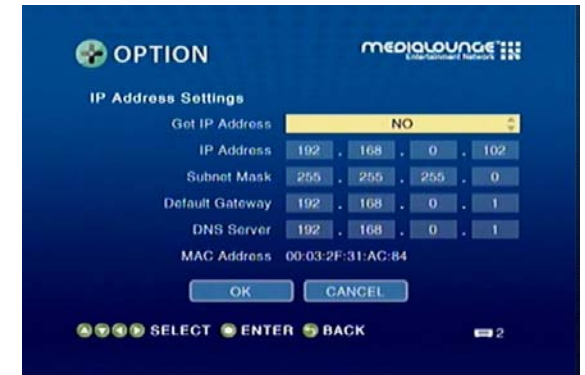 OPTION
MEDIALOUNGE
Entertainment Network
IP Address Settings
Get IP Address NO
IP Address 192 . 168 . 0 . 102
Subnet Mask 255 . 255 . 255 . 0
Default Gateway 192 . 168 . 0 . 1
DNS Server 192 . 168 . 0 . 1
MAC Address 00:03:2F:31:AC:84
OK CANCEL
SELECT ENTER BACK 2